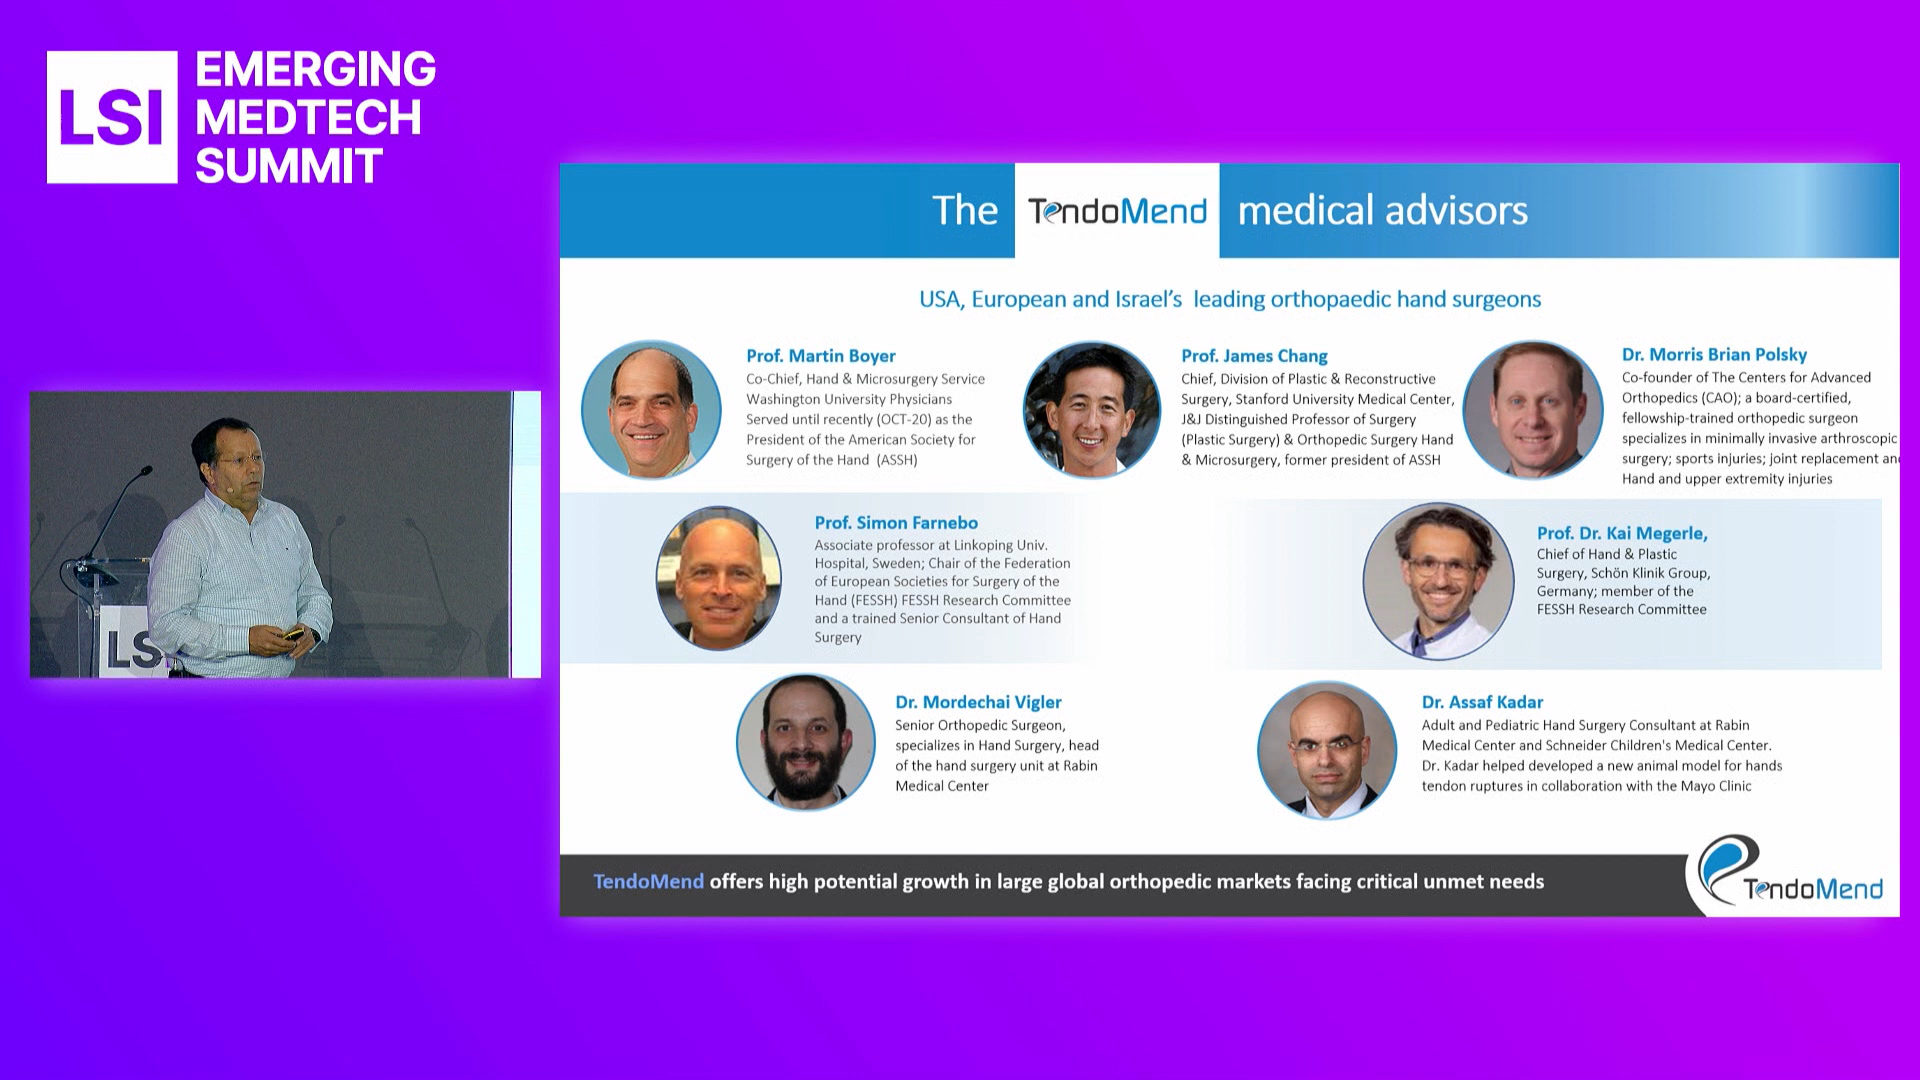 LSI
EMERGING
MEDTECH
SUMMIT
The TendoMend medical advisors
USA, European and Israel's leading orthopaedic hand surgeons
Prof. Martin Boyer
Co-Chief, Hand & Microsurgery Service
Washington University Physicians
Served until recently (OCT-20) as the
President of the American Society for
Surgery of the Hand (ASSH)
Prof. James Chang
Chief, Division of Plastic & Reconstructive
Surgery, Stanford University Medical Center,
J&J Distinguished Professor of Surgery
(Plastic Surgery) & Orthopedic Surgery Hand
& Microsurgery, former president of ASSH
Dr. Morris Brian Polsky
Co-founder of The Centers for Advanced
Orthopedics (CAO); a board-certified,
fellowship-trained orthopedic surgeon
specializes in minimally invasive arthroscopic
surgery; sports injuries; joint replacement an
Hand and upper extremity injuries
Prof. Simon Farnebo
Associate professor at Linkoping Univ.
Hospital, Sweden; Chair of the Federation
of European Societies for Surgery of the
Hand (FESSH) FESSH Research Committee
and a trained Senior Consultant of Hand
Surgery
Prof. Dr. Kai Megerle,
Chief of Hand & Plastic
Surgery, Schön Klinik Group,
Germany; member of the
FESSH Research Committee
LS
Dr. Mordechai Vigler
Senior Orthopedic Surgeon,
specializes in Hand Surgery, head
of the hand surgery unit at Rabin
Medical Center
Dr. Assaf Kadar
Adult and Pediatric Hand Surgery Consultant at Rabin
Medical Center and Schneider Children's Medical Center.
Dr. Kadar helped developed a new animal model for hands
tendon ruptures in collaboration with the Mayo Clinic
TendoMend offers high potential growth in large global orthopedic markets facing critical unmet needs
TendoMend